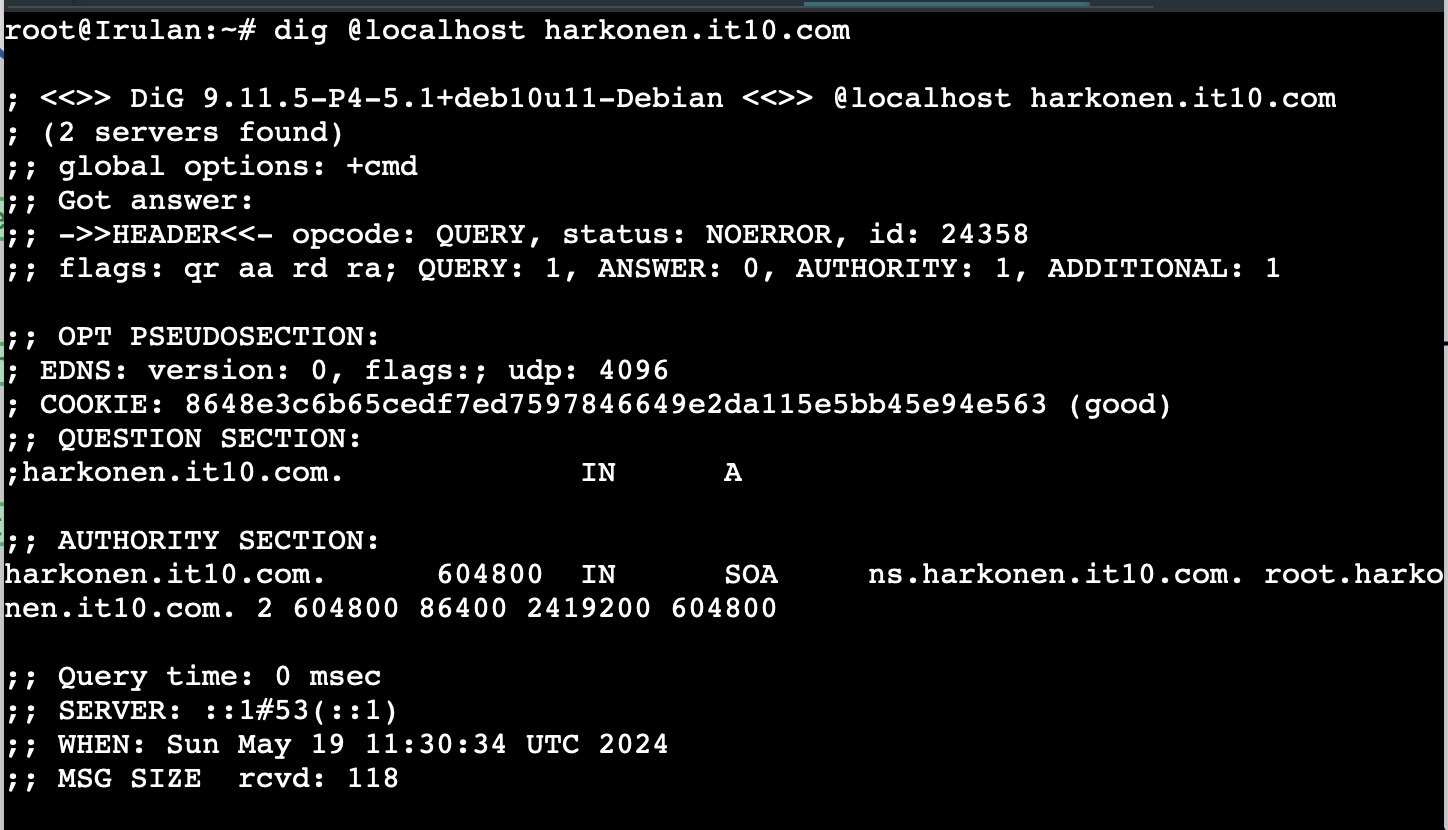 root@Irulan:~# dig @localhost harkonen.it10.com

; <<>> DiG 9.11.5-P4-5.1+deb10u11-Debian <<>> @localhost harkonen.it10.com
; (2 servers found)
;; global options: +cmd
;; Got answer:
;; ->>HEADER<<- opcode: QUERY, status: NOERROR, id: 24358
;; flags: qr aa rd ra; QUERY: 1, ANSWER: 0, AUTHORITY: 1, ADDITIONAL: 1

;; OPT PSEUDOSECTION:
; EDNS: version: 0, flags:; udp: 4096
; COOKIE: 8648e3c6b65cedf7ed7597846649e2da115e5bb45e94e563 (good)
;; QUESTION SECTION:
;harkonen.it10.com.		IN	A

;; AUTHORITY SECTION:
harkonen.it10.com.	604800	IN	SOA	ns.harkonen.it10.com. root.harko
nen.it10.com. 2 604800 86400 2419200 604800

;; Query time: 0 msec
;; SERVER: ::1#53(::1)
;; WHEN: Sun May 19 11:30:34 UTC 2024
;; MSG SIZE  rcvd: 118